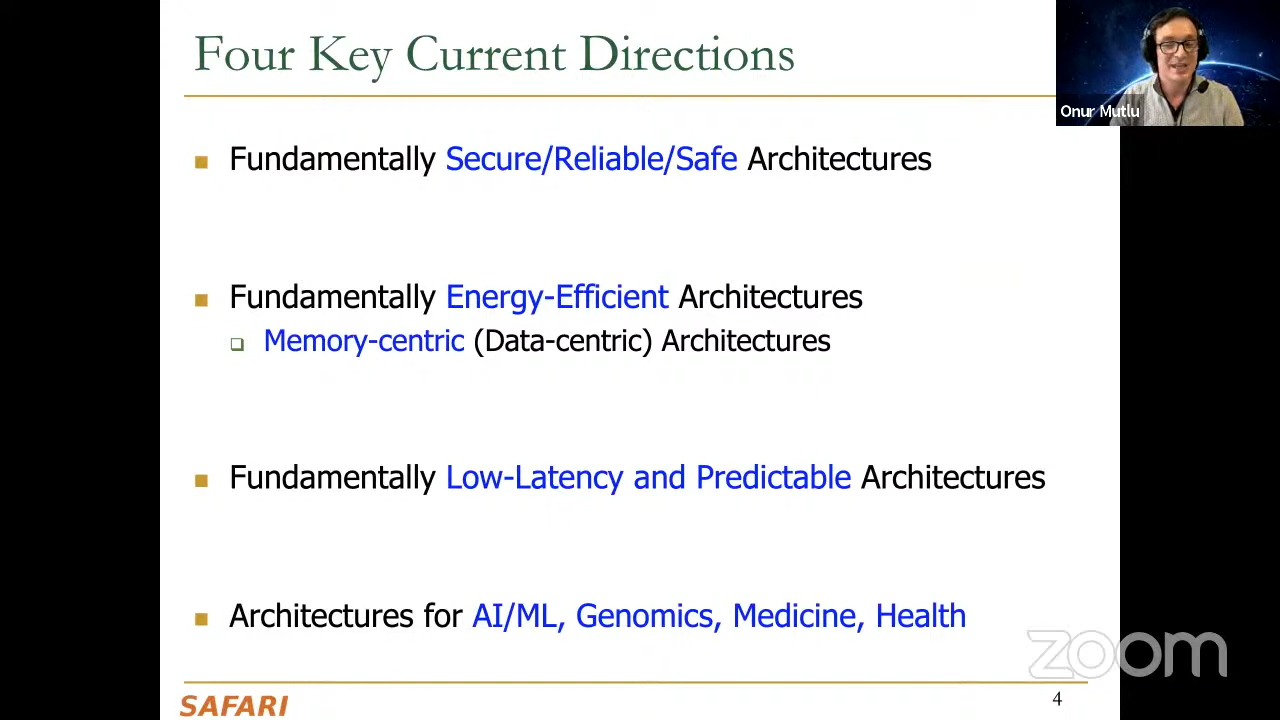 Four Key Current Directions
Onur Mutlu
Fundamentally Secure/Reliable/Safe Architectures
Fundamentally Energy-Efficient Architectures
Memory-centric (Data-centric) Architectures
Fundamentally Low-Latency and Predictable Architectures
Architectures for AI/ML, Genomics, Medicine, Health
zoom
SAFARI
4